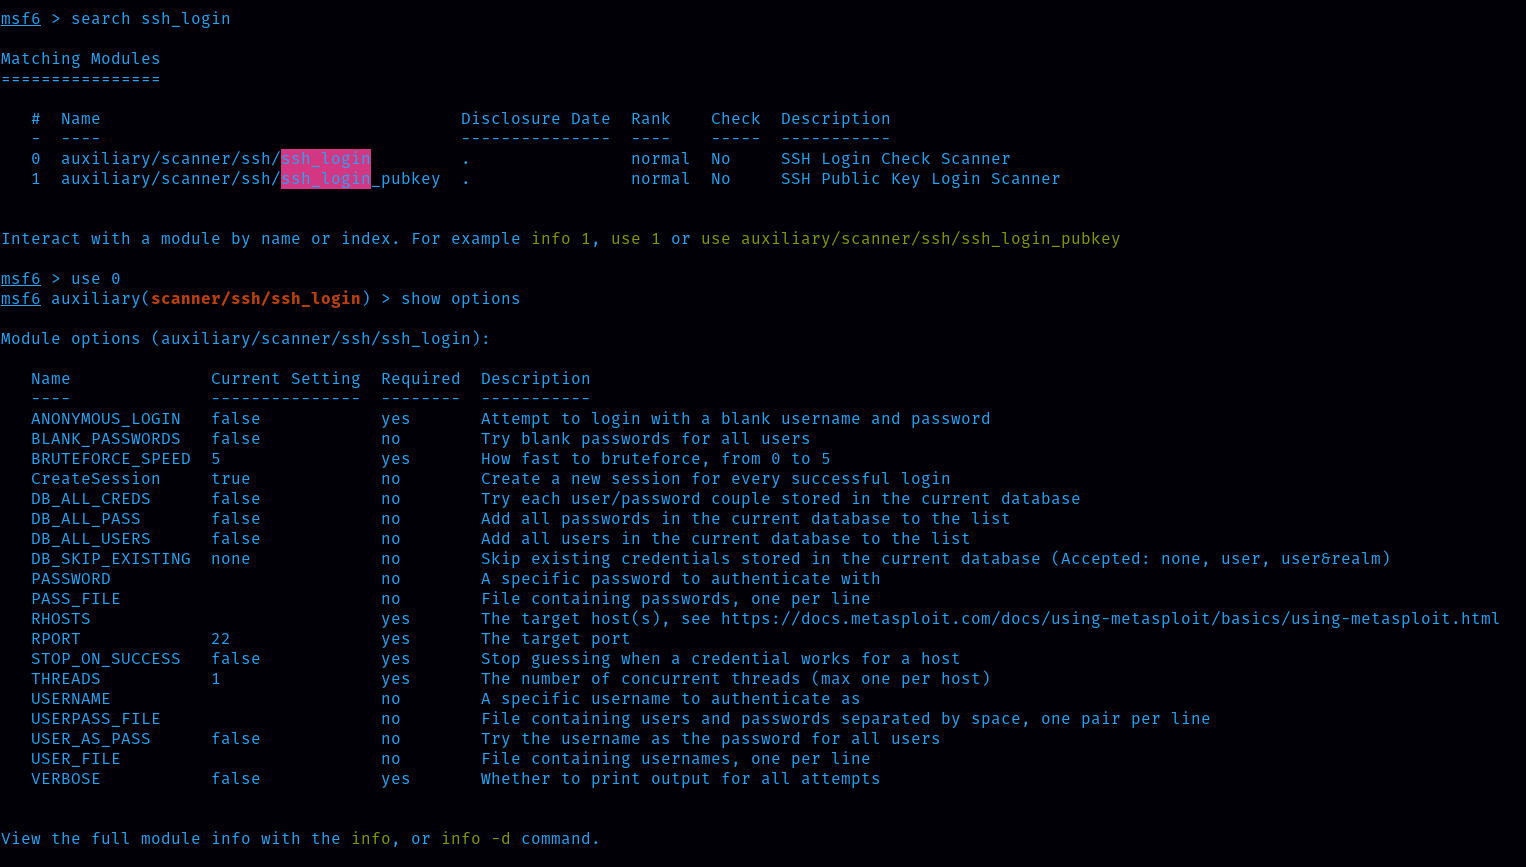 msf6 > search ssh_login
Matching Modules
================
#  Name                                    Disclosure Date  Rank    Check  Description
-  ----                                    ---------------  ----    -----  -----------
0  auxiliary/scanner/ssh/ssh_login         .                normal  No     SSH Login Check Scanner
1  auxiliary/scanner/ssh/ssh_login_pubkey  .                normal  No     SSH Public Key Login Scanner
Interact with a module by name or index. For example info 1, use 1 or use auxiliary/scanner/ssh/ssh_login_pubkey
msf6 > use 0
msf6 auxiliary(scanner/ssh/ssh_login) > show options
Module options (auxiliary/scanner/ssh/ssh_login):
Name              Current Setting  Required  Description
----              ---------------  --------  -----------
ANONYMOUS_LOGIN   false            yes       Attempt to login with a blank username and password
BLANK_PASSWORDS   false            no        Try blank passwords for all users
BRUTEFORCE_SPEED  5                yes       How fast to bruteforce, from 0 to 5
CreateSession     true             no        Create a new session for every successful login
DB_ALL_CREDS      false            no        Try each user/password couple stored in the current database
DB_ALL_PASS       false            no        Add all passwords in the current database to the list
DB_ALL_USERS      false            no        Add all users in the current database to the list
DB_SKIP_EXISTING  none             no        Skip existing credentials stored in the current database (Accepted: none, user, user&realm)
PASSWORD                           no        A specific password to authenticate with
PASS_FILE                          no        File containing passwords, one per line
RHOSTS                             yes       The target host(s), see https://docs.metasploit.com/docs/using-metasploit/basics/using-metasploit.html
RPORT             22               yes       The target port
STOP_ON_SUCCESS   false            yes       Stop guessing when a credential works for a host
THREADS           1                yes       The number of concurrent threads (max one per host)
USERNAME                           no        A specific username to authenticate as
USERPASS_FILE                      no        File containing users and passwords separated by space, one pair per line
USER_AS_PASS      false            no        Try the username as the password for all users
USER_FILE                          no        File containing usernames, one per line
VERBOSE           false            yes       Whether to print output for all attempts
View the full module info with the info, or info -d command.